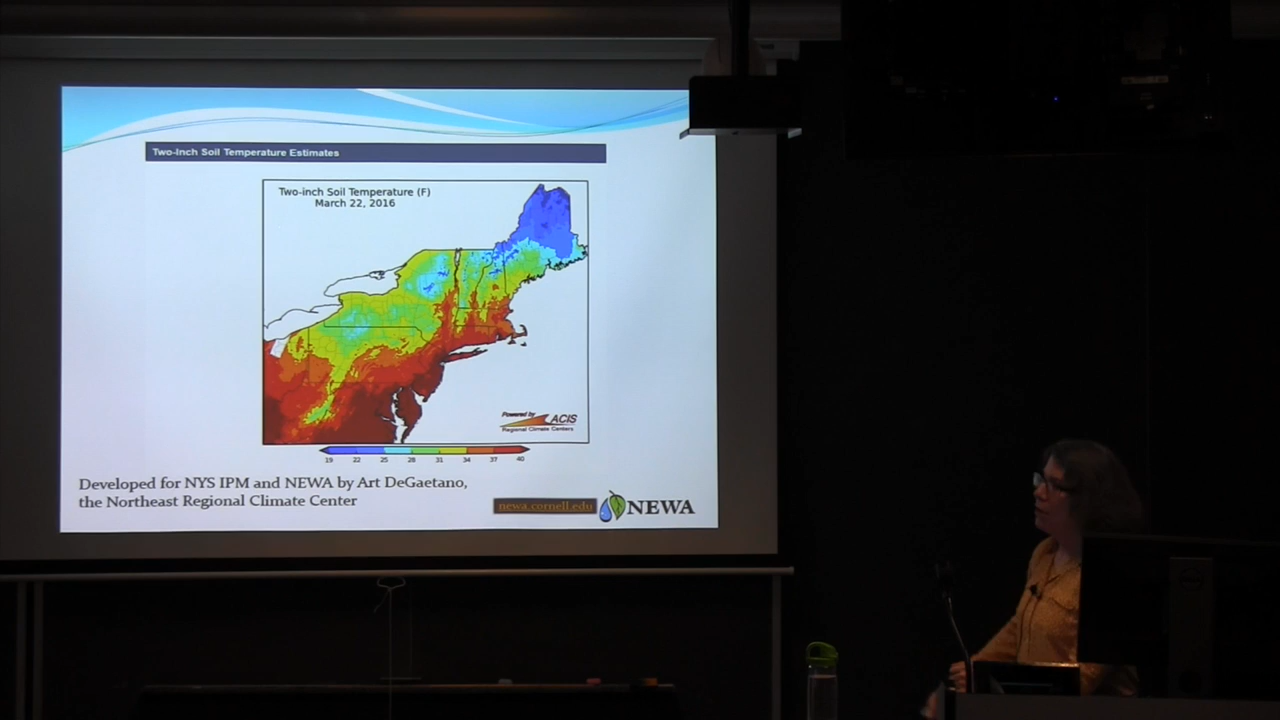 Two-Inch Soil Temperature Estimates
Two-inch Soil Temperature (F)
March 22, 2016
Powered by
ACIS
Regional Climate Centers
19 22 25 28 31 34 37 40
Developed for NYS IPM and NEWA by Art DeGaetano,
the Northeast Regional Climate Center
newa.cornell.edu
NEWA